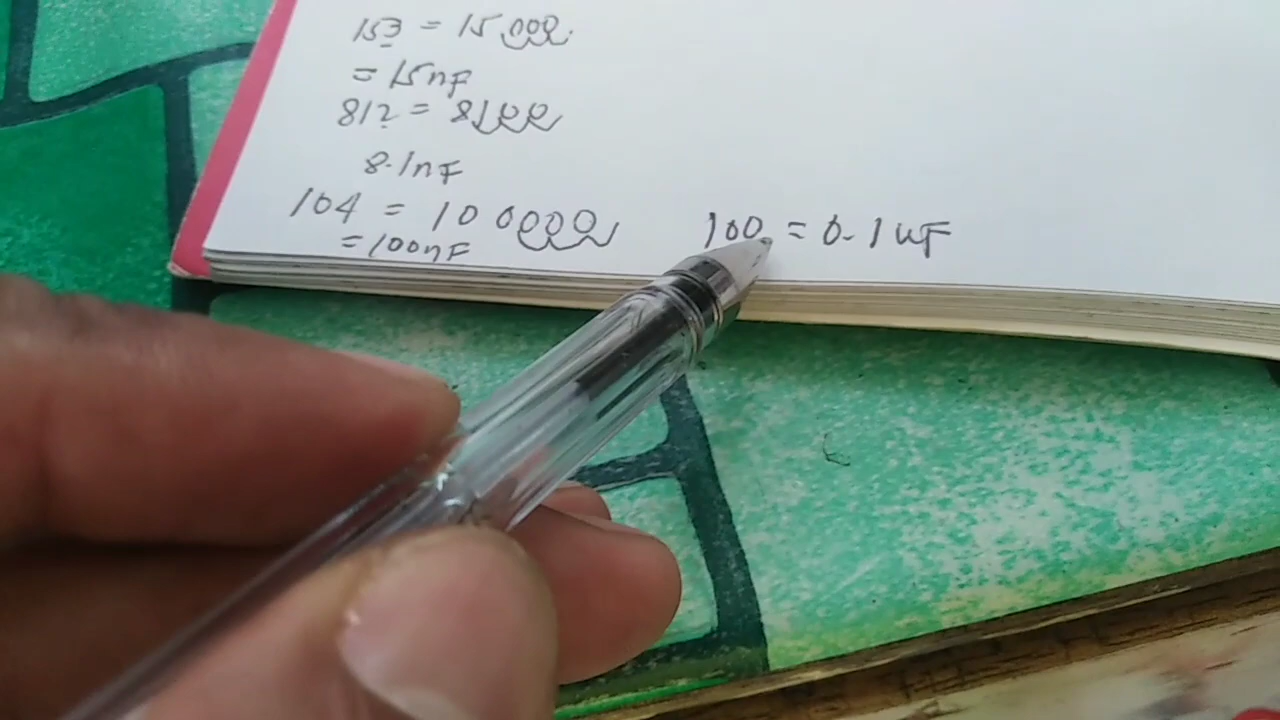 153 = 15000
= 15nF
812 = 8100
8.1nF
104 = 100000
= 100nF
100 = 0.1uF